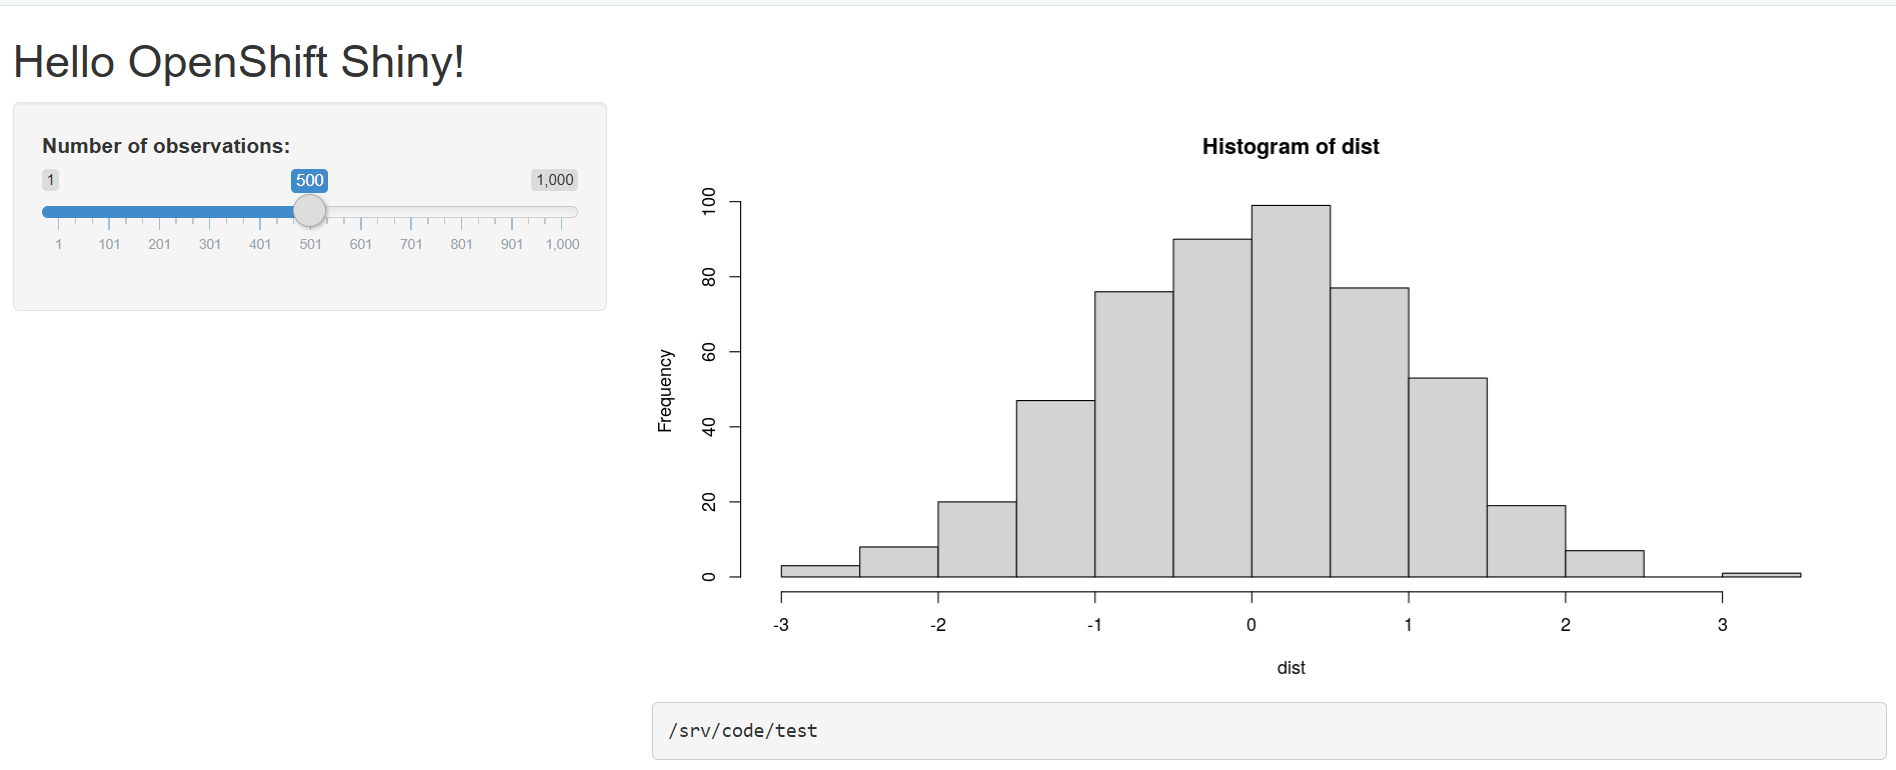 Hello OpenShift Shiny!
Number of observations:
1 500 1,000
1 101 201 301 401 501 601 701 801 901 1,000
Histogram of dist
Frequency
100
80
60
40
20
0
-3 -2 -1 0 1 2 3
dist
/srv/code/test